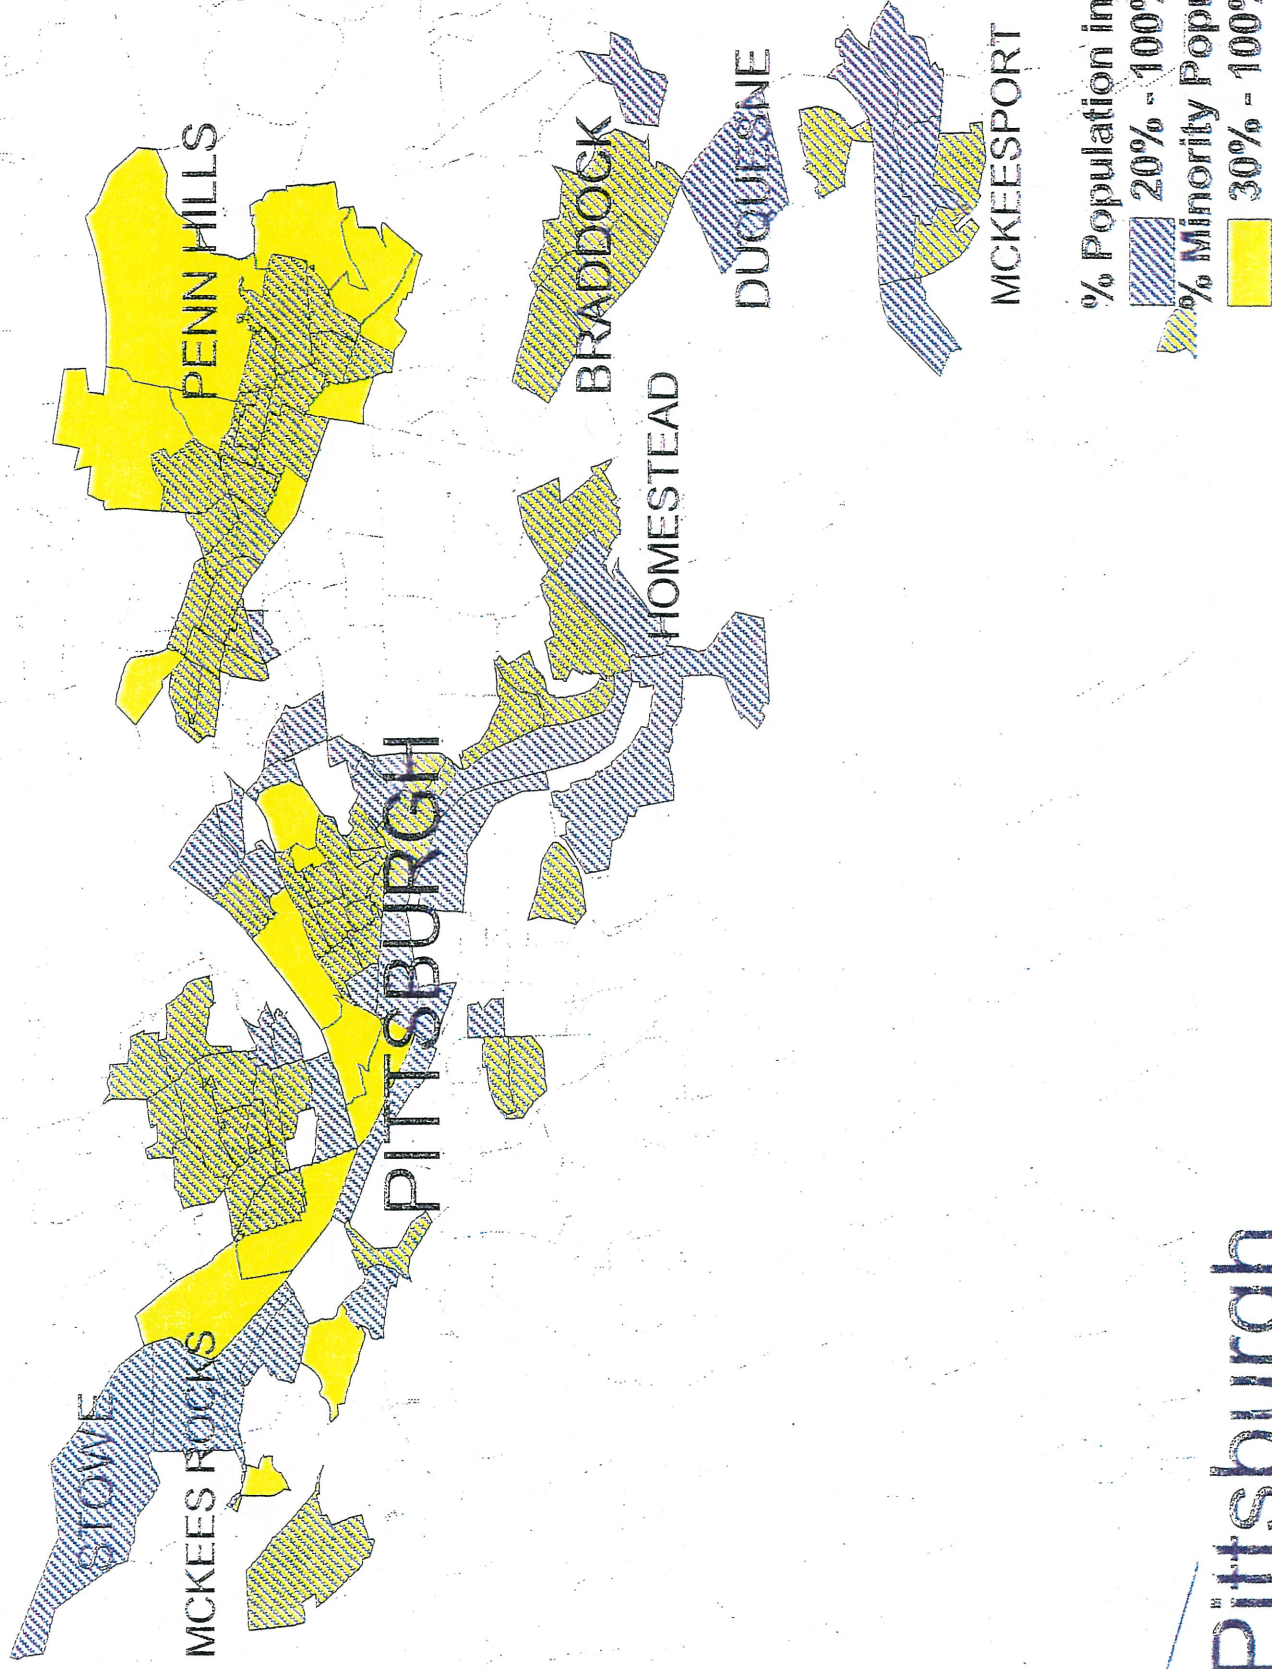 STOWE
MCKEES ROCKS
PENN HILLS
PITTSBURGH
BRADDOCK
HOMESTEAD
DUQUESNE
MCKEESPORT
% Population in
20% - 100%
% Minority Popu
30% - 100%
Pittsburgh